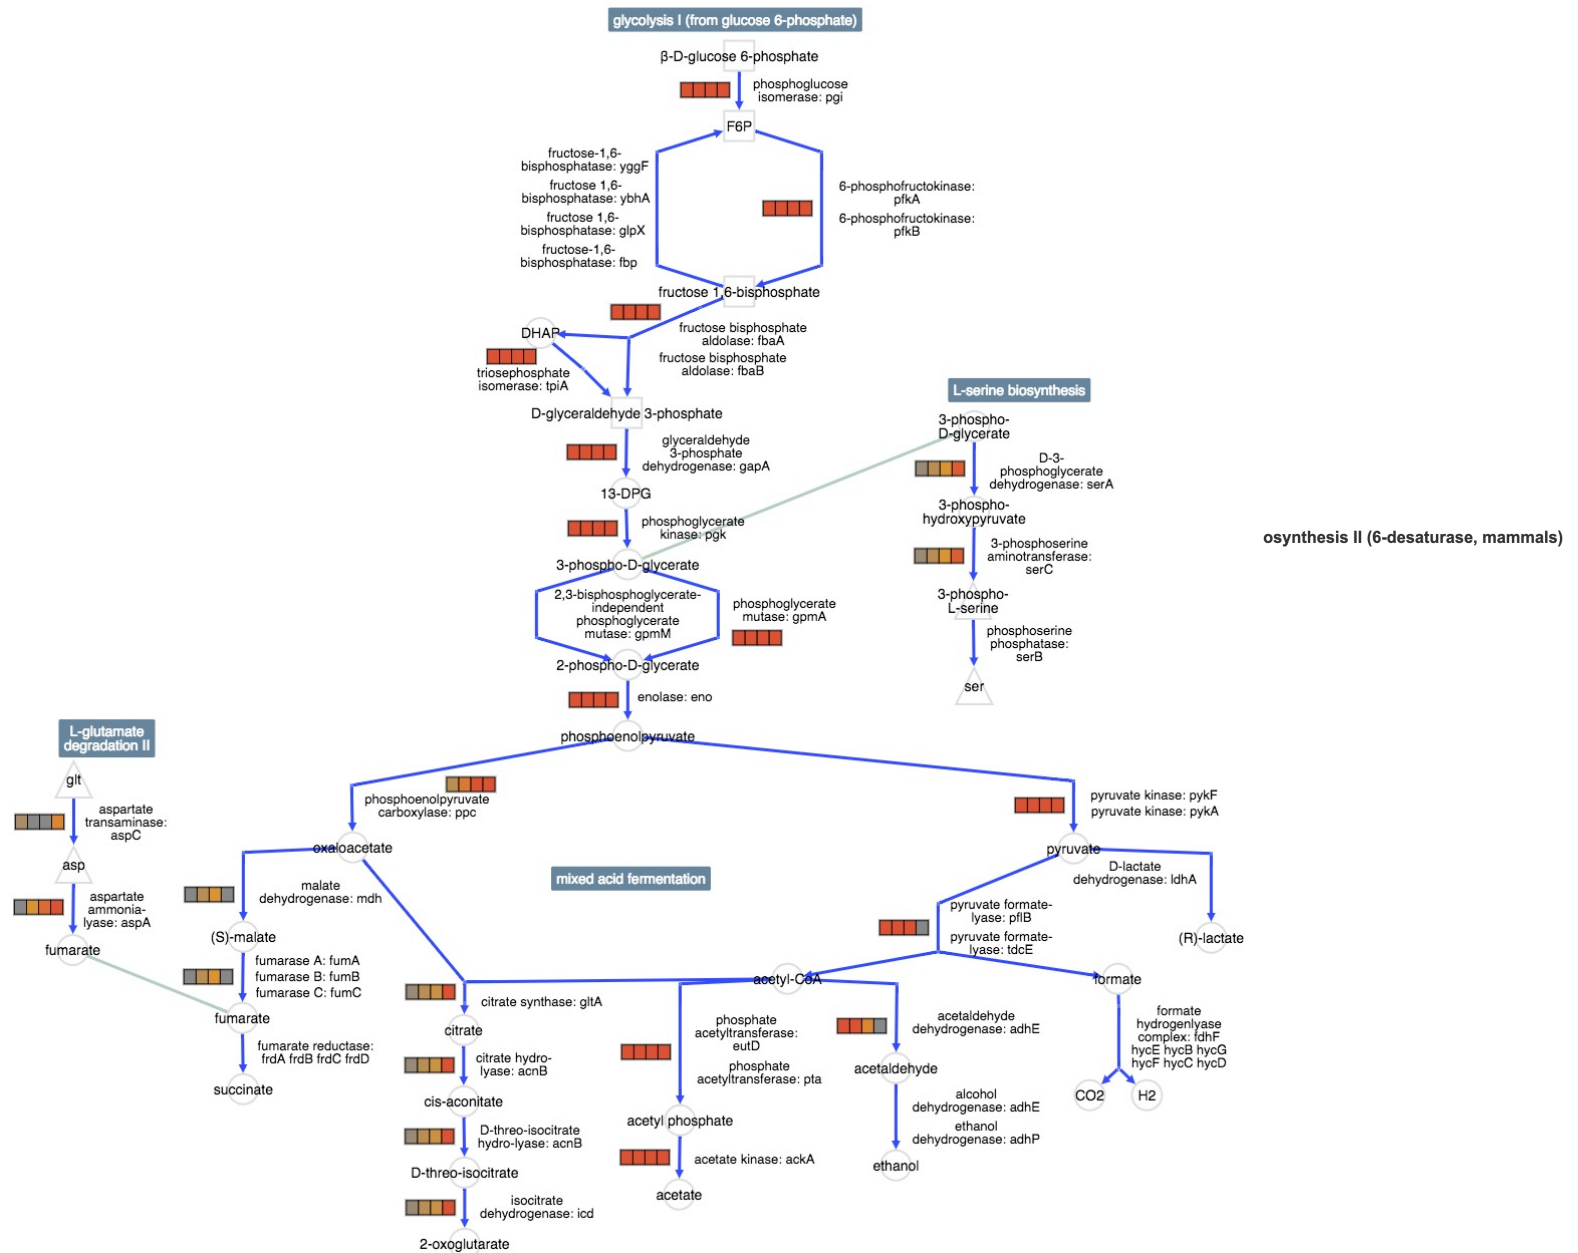 glycolysis I (from glucose 6-phosphate)
β-D-glucose 6-phosphate
phosphoglucose
isomerase: pgi
F6P
fructose-1,6-
bisphosphatase: yggF
fructose 1,6-
bisphosphatase: ybhA
fructose 1,6-
bisphosphatase: glpX
fructose-1,6-
bisphosphatase: fbp
6-phosphofructokinase:
pfkA
6-phosphofructokinase:
pfkB
fructose 1,6-bisphosphate
DHAP
fructose bisphosphate
aldolase: fbaA
fructose bisphosphate
aldolase: fbaB
triosephosphate
isomerase: tpiA
D-glyceraldehyde 3-phosphate
glyceraldehyde
3-phosphate
dehydrogenase: gapA
13-DPG
phosphoglycerate
kinase: pgk
3-phospho-D-glycerate
2,3-bisphosphoglycerate-
independent
phosphoglycerate
mutase: gpmM
phosphoglycerate
mutase: gpmA
2-phospho-D-glycerate
enolase: eno
phosphoenolpyruvate
L-serine biosynthesis
3-phospho-
D-glycerate
D-3-
phosphoglycerate
dehydrogenase: serA
3-phospho-
hydroxypyruvate
3-phosphoserine
aminotransferase:
serC
3-phospho-
L-serine
phosphoserine
phosphatase:
serB
ser
osynthesis II (6-desaturase, mammals)
L-glutamate
degradation II
glt
aspartate
transaminase:
aspC
asp
aspartate
ammonia-
lyase: aspA
fumarate
phosphoenolpyruvate
carboxylase: ppc
oxaloacetate
malate
dehydrogenase: mdh
(S)-malate
fumarase A: fumA
fumarase B: fumB
fumarase C: fumC
fumarate
fumarate reductase:
frdA frdB frdC frdD
succinate
mixed acid fermentation
pyruvate kinase: pykF
pyruvate kinase: pykA
pyruvate
D-lactate
dehydrogenase: ldhA
(R)-lactate
pyruvate formate-
lyase: pflB
pyruvate formate-
lyase: tdcE
acetyl-CoA
formate
citrate synthase: gltA
citrate
citrate hydro-
lyase: acnB
cis-aconitate
D-threo-isocitrate
hydro-lyase: acnB
D-threo-isocitrate
isocitrate
dehydrogenase: icd
2-oxoglutarate
phosphate
acetyltransferase:
eutD
phosphate
acetyltransferase: pta
acetyl phosphate
acetate kinase: ackA
acetate
acetaldehyde
dehydrogenase: adhE
acetaldehyde
alcohol
dehydrogenase: adhE
ethanol
dehydrogenase: adhP
ethanol
formate
hydrogenlyase
complex: fdhF
hycE hycB hycG
hycF hycC hycD
CO2
H2